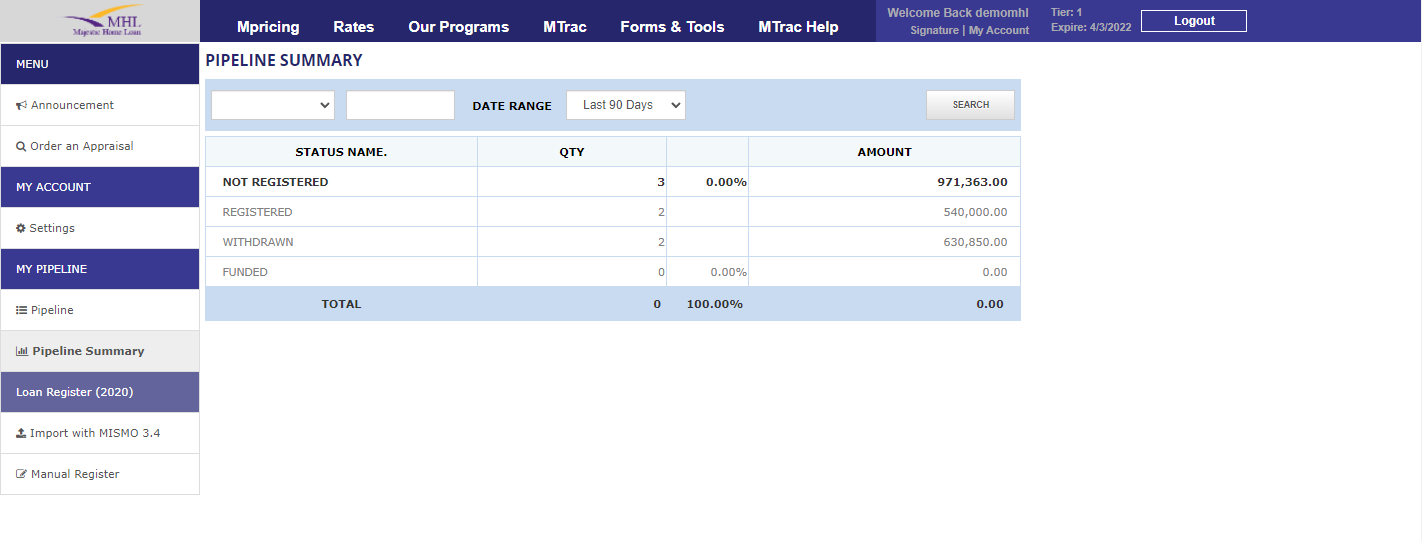 MHL
Majestic Home Loan
Mpricing Rates Our Programs MTrac Forms & Tools MTrac Help
Welcome Back demomhl
Signature | My Account
Tier: 1
Expire: 4/3/2022
Logout
MENU
Announcement
Order an Appraisal
MY ACCOUNT
Settings
MY PIPELINE
Pipeline
Pipeline Summary
Loan Register (2020)
Import with MISMO 3.4
Manual Register
PIPELINE SUMMARY
DATE RANGE Last 90 Days SEARCH
STATUS NAME. QTY AMOUNT
NOT REGISTERED 3 0.00% 971,363.00
REGISTERED 2 540,000.00
WITHDRAWN 2 630,850.00
FUNDED 0 0.00% 0.00
TOTAL 0 100.00% 0.00